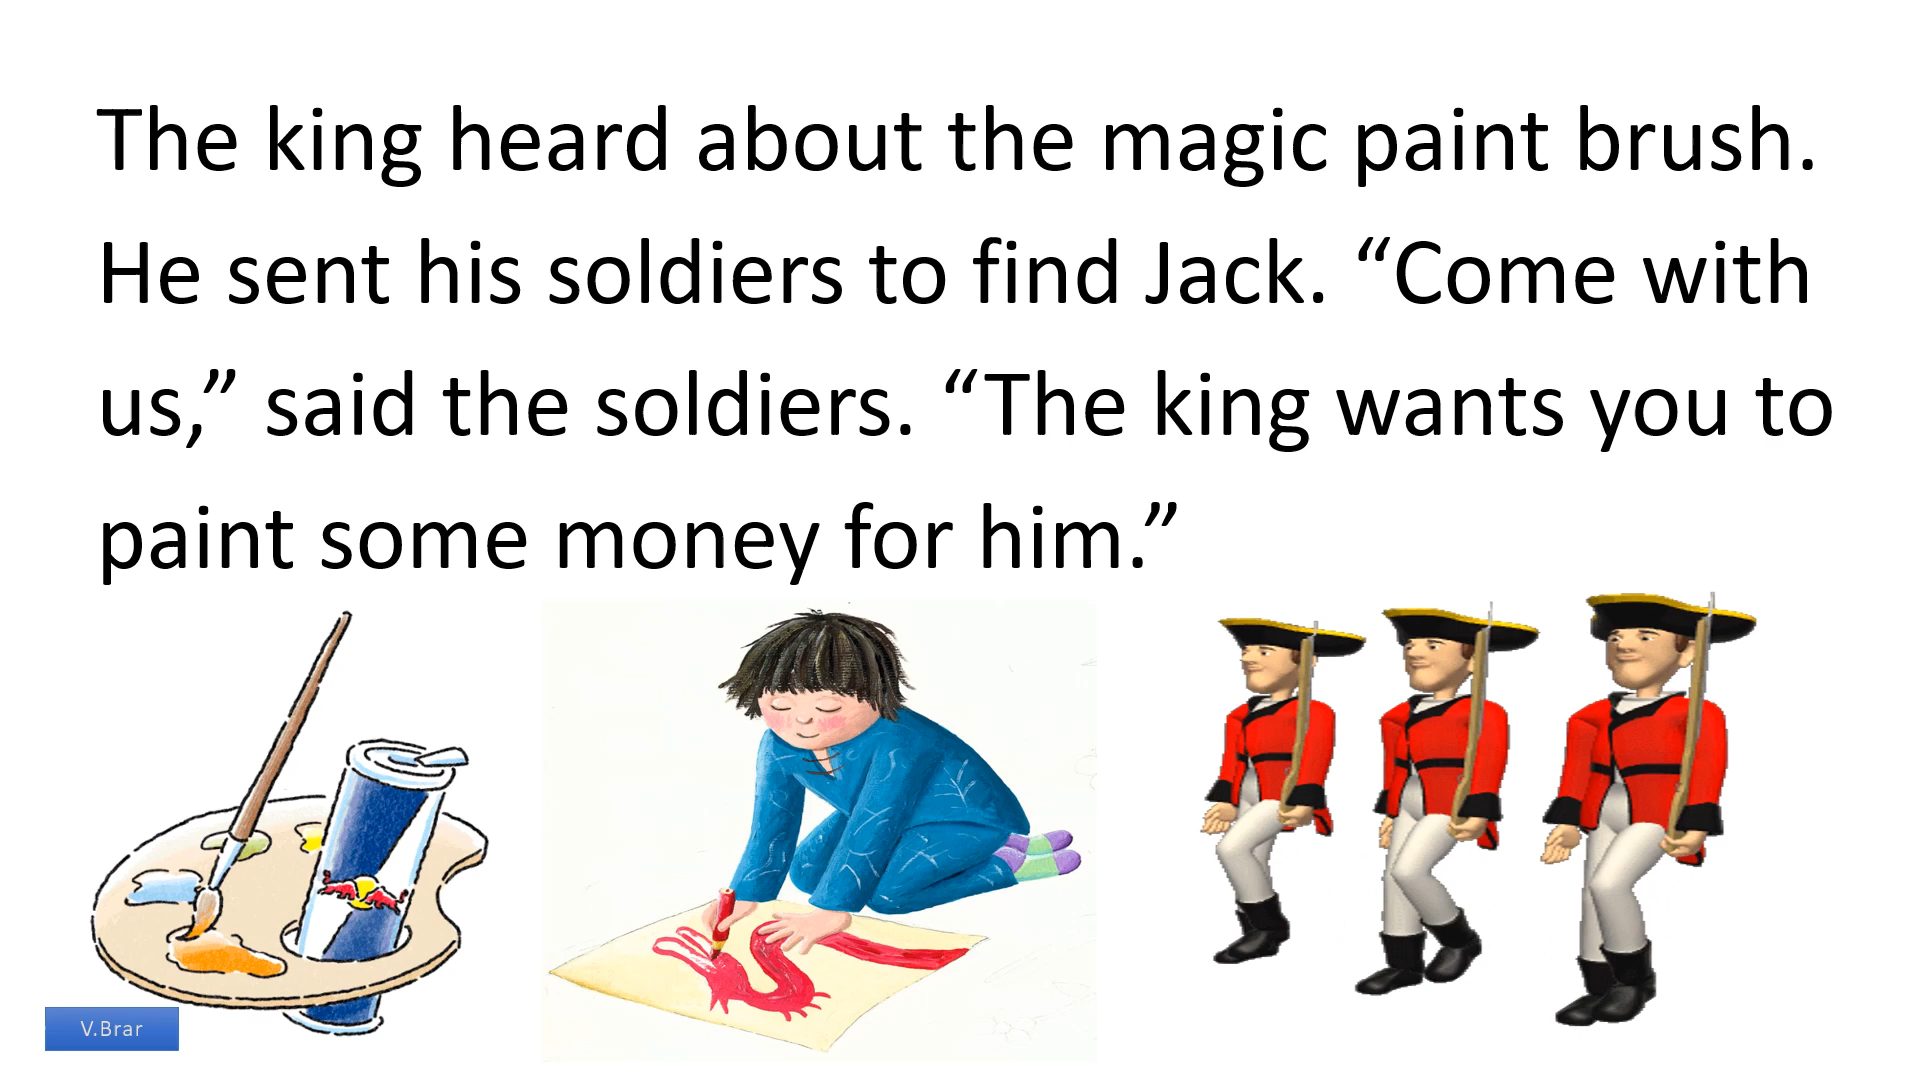 The king heard about the magic paint brush.
He sent his soldiers to find Jack. “Come with
us,” said the soldiers. “The king wants you to
paint some money for him.”
V.Brar